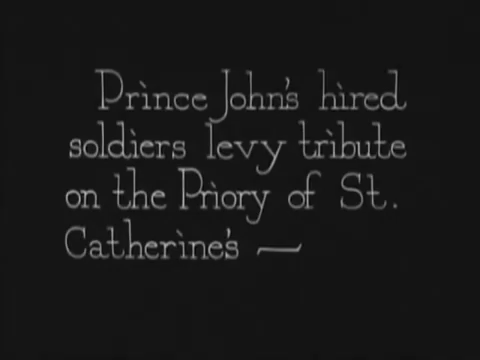 Prince John's hired
soldiers levy tribute
on the Priory of St.
Catherine's —